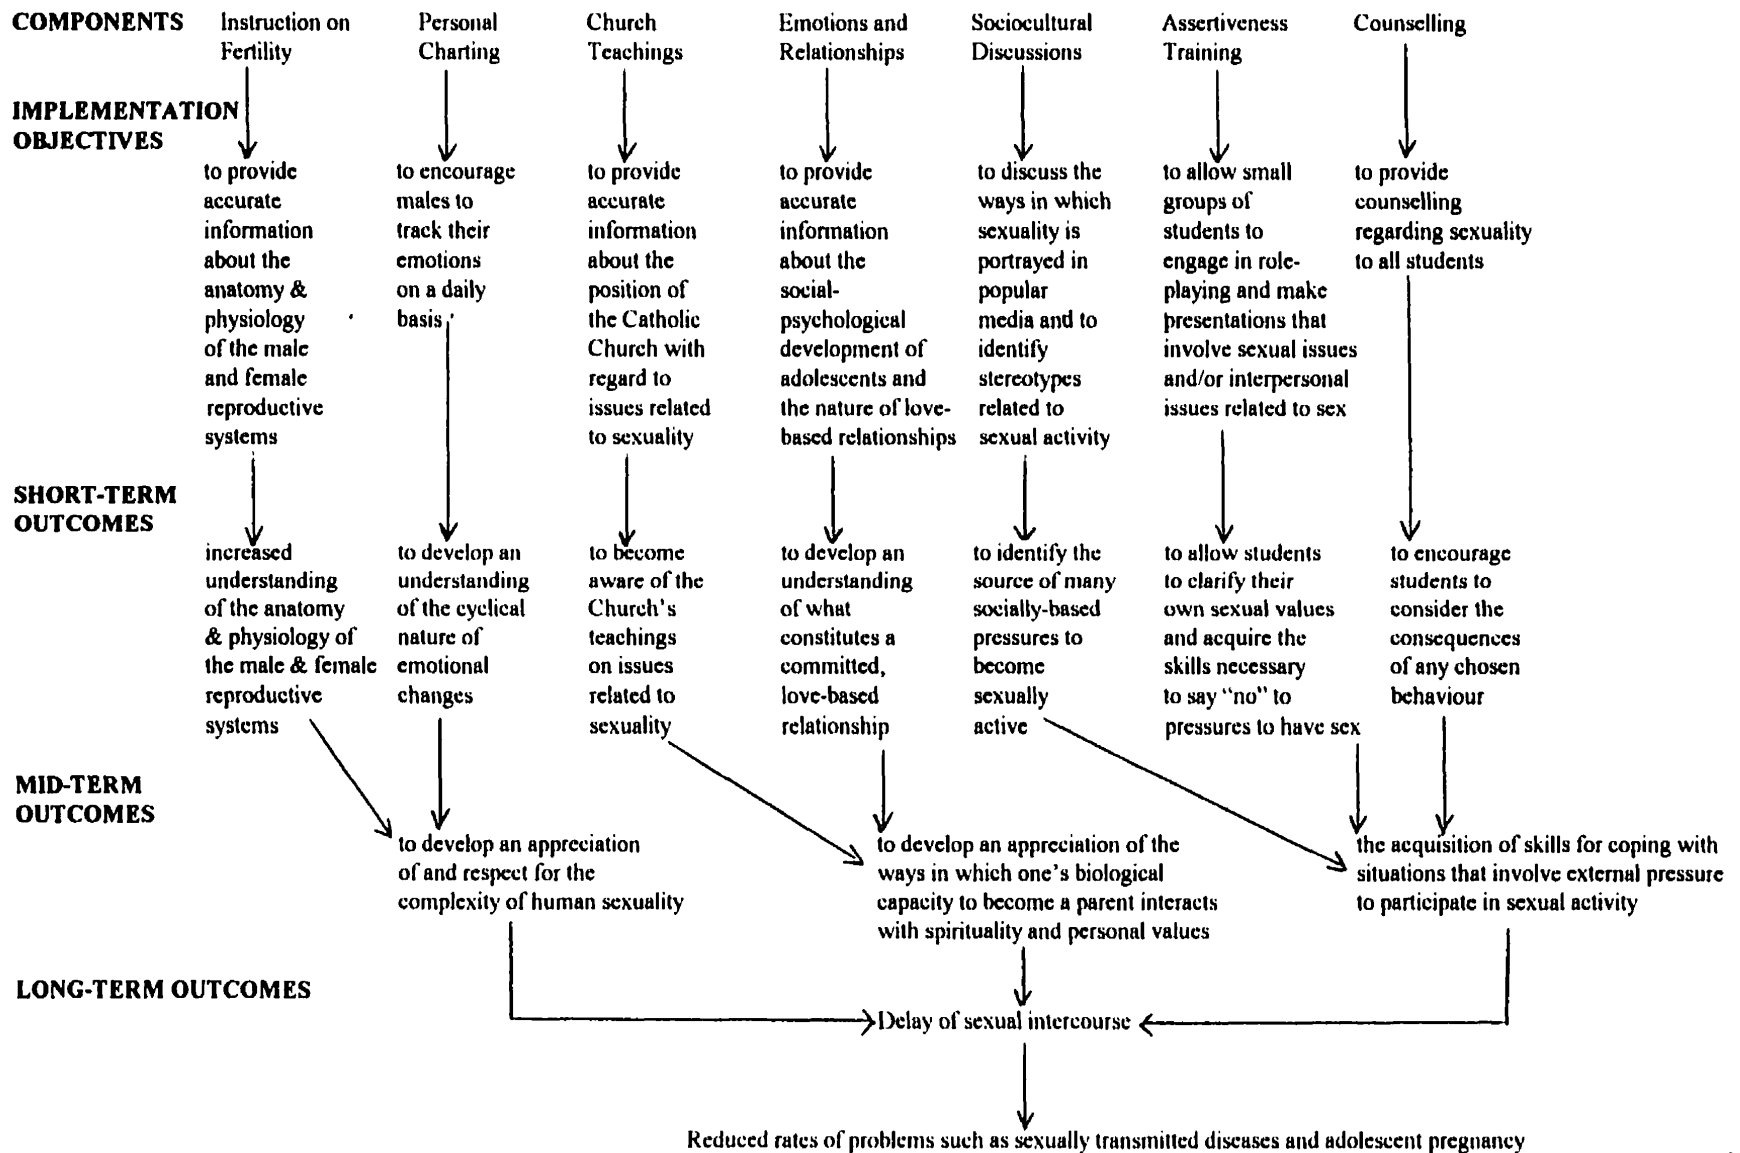 COMPONENTS
Instruction on
Fertility
Personal
Charting
Church
Teachings
Emotions and
Relationships
Sociocultural
Discussions
Assertiveness
Training
Counselling
IMPLEMENTATION
OBJECTIVES
to provide
accurate
information
about the
anatomy &
physiology
of the male
and female
reproductive
systems
to encourage
males to
track their
emotions
on a daily
basis
to provide
accurate
information
about the
position of
the Catholic
Church with
regard to
issues related
to sexuality
to provide
accurate
information
about the
social-
psychological
development of
adolescents and
the nature of love-
based relationships
to discuss the
ways in which
sexuality is
portrayed in
popular
media and to
identify
stereotypes
related to
sexual activity
to allow small
groups of
students to
engage in role-
playing and make
presentations that
involve sexual issues
and/or interpersonal
issues related to sex
to provide
counselling
regarding sexuality
to all students
SHORT-TERM
OUTCOMES
increased
understanding
of the anatomy
& physiology of
the male & female
reproductive
systems
to develop an
understanding
of the cyclical
nature of
emotional
changes
to become
aware of the
Church's
teachings
on issues
related to
sexuality
to develop an
understanding
of what
constitutes a
committed,
love-based
relationship
to identify the
source of many
socially-based
pressures to
become
sexually
active
to allow students
to clarify their
own sexual values
and acquire the
skills necessary
to say "no" to
pressures to have sex
to encourage
students to
consider the
consequences
of any chosen
behaviour
MID-TERM
OUTCOMES
to develop an appreciation
of and respect for the
complexity of human sexuality
to develop an appreciation of the
ways in which one's biological
capacity to become a parent interacts
with spirituality and personal values
the acquisition of skills for coping with
situations that involve external pressure
to participate in sexual activity
LONG-TERM OUTCOMES
Delay of sexual intercourse
Reduced rates of problems such as sexually transmitted diseases and adolescent pregnancy